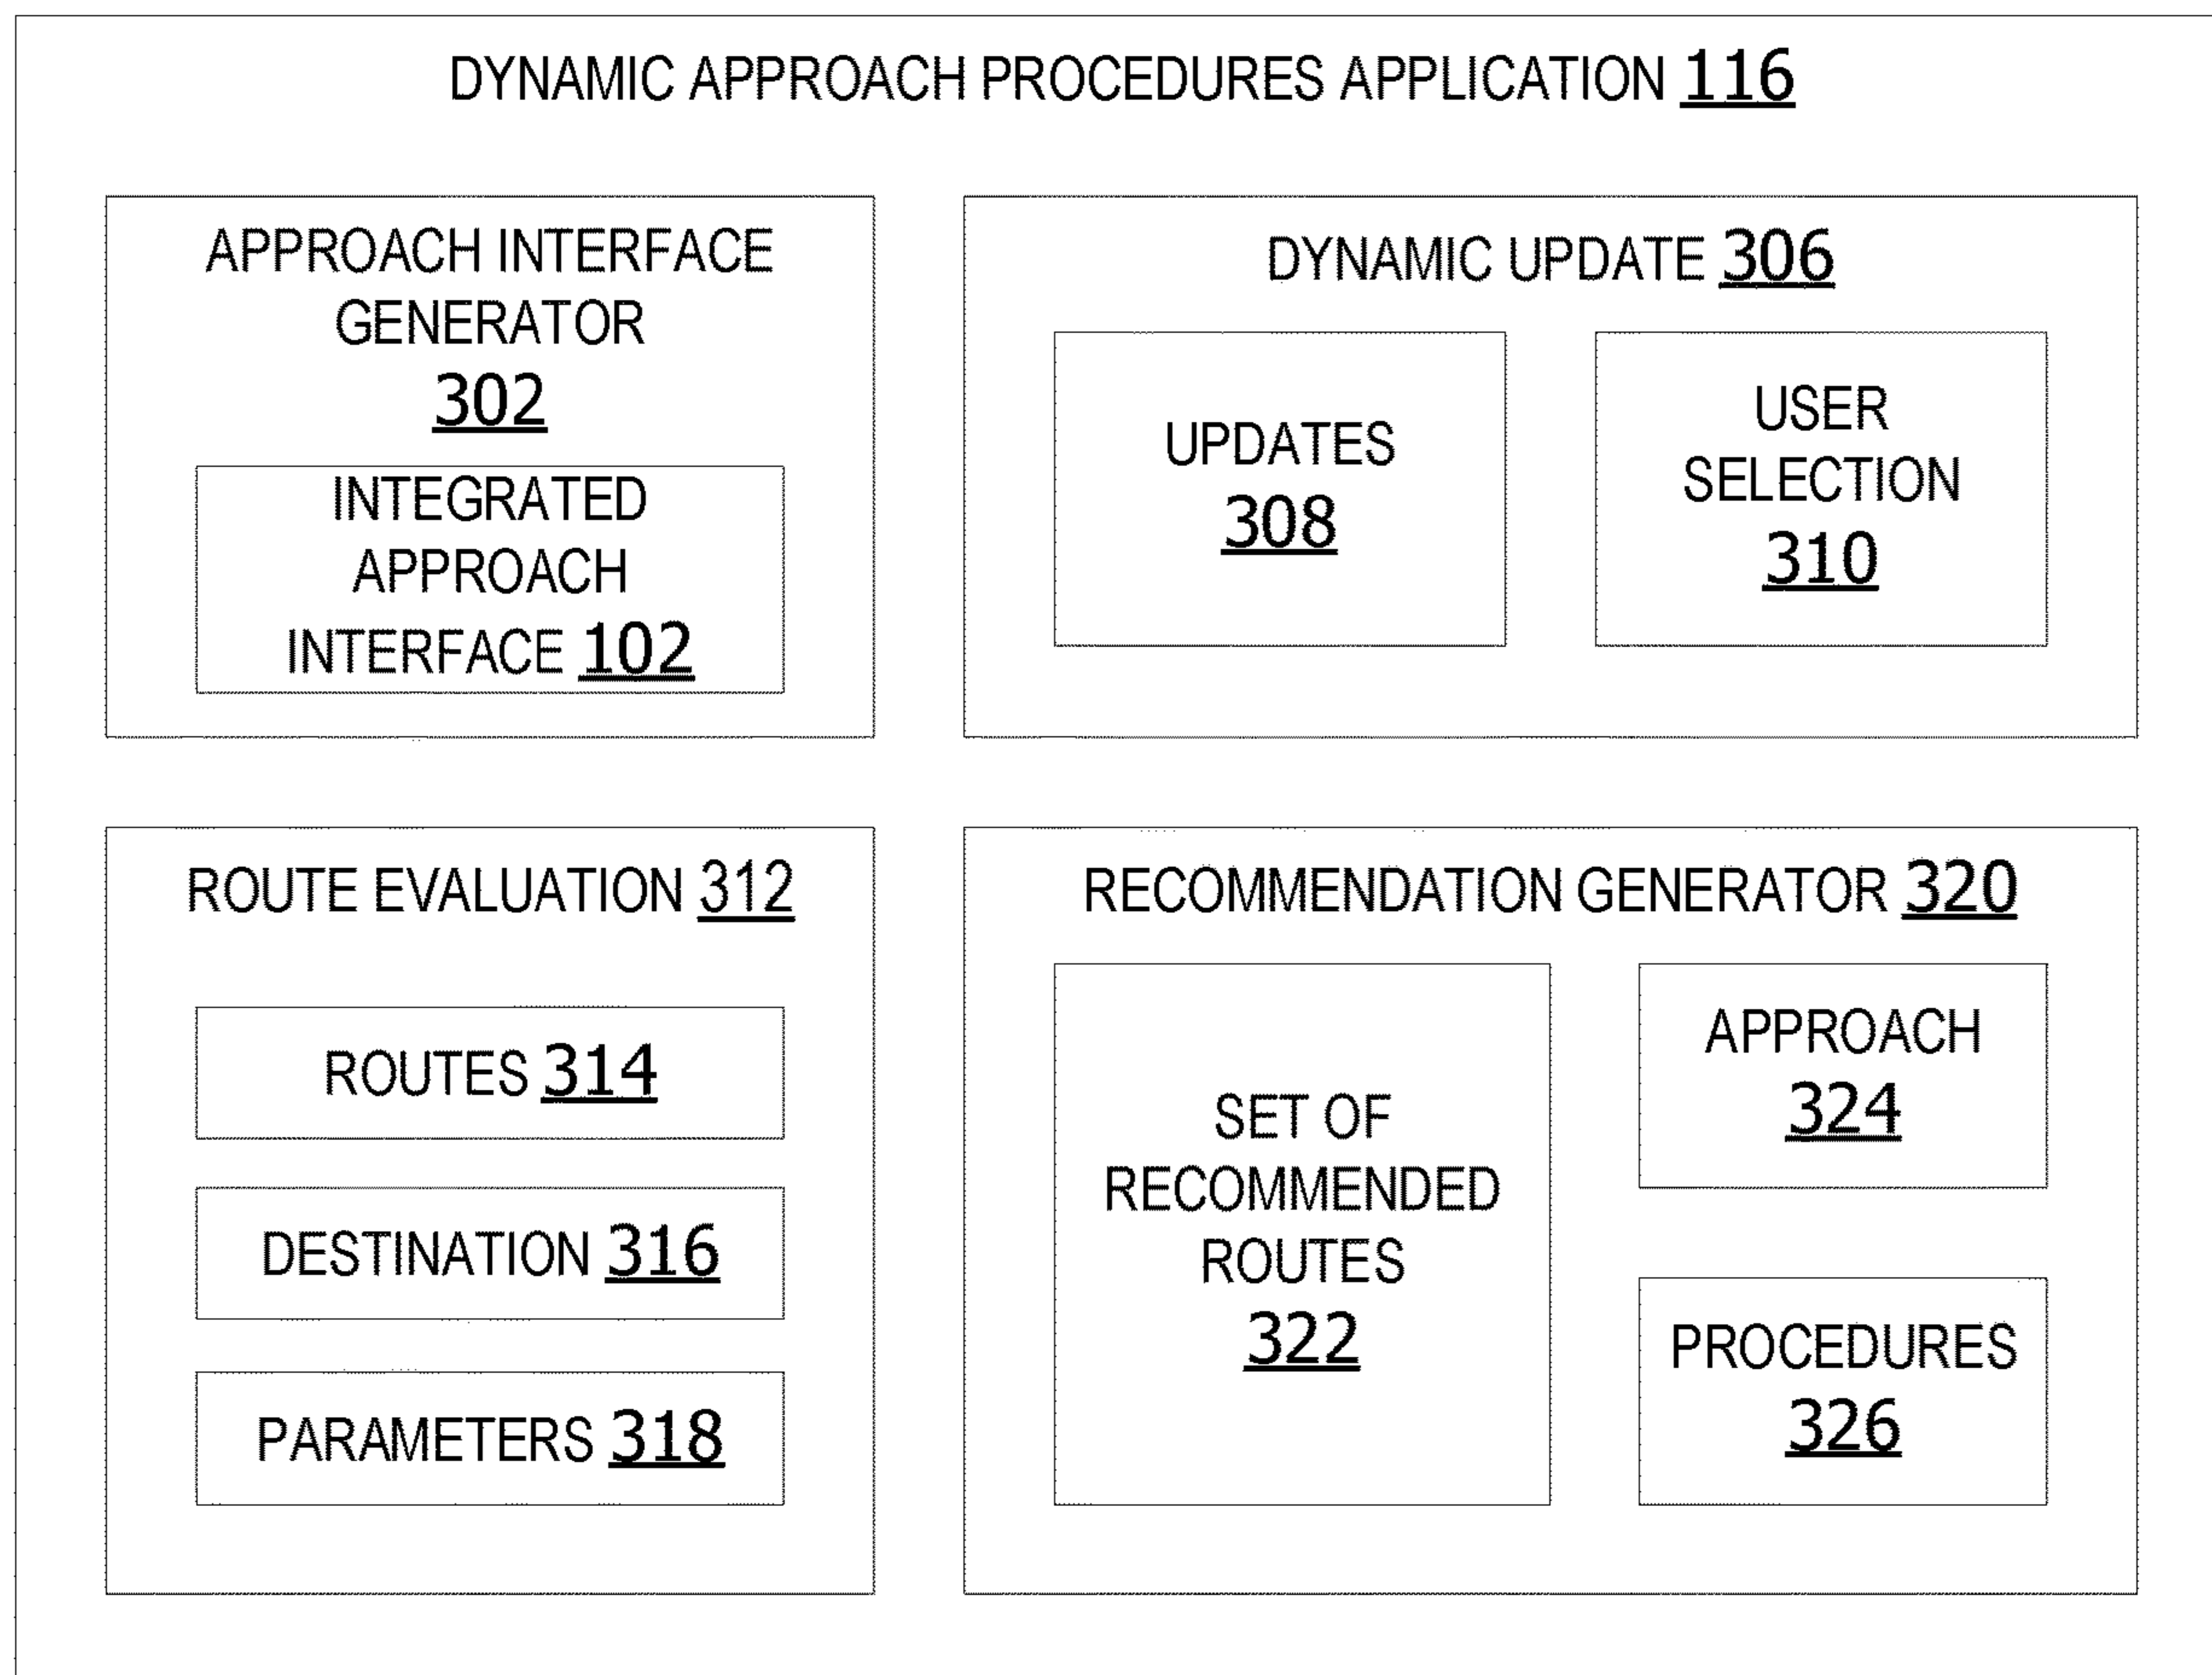 DYNAMIC APPROACH PROCEDURES APPLICATION 116
APPROACH INTERFACE
GENERATOR
302
INTEGRATED
APPROACH
INTERFACE 102
DYNAMIC UPDATE 306
UPDATES
308
USER
SELECTION
310
ROUTE EVALUATION 312
ROUTES 314
DESTINATION 316
PARAMETERS 318
RECOMMENDATION GENERATOR 320
SET OF
RECOMMENDED
ROUTES
322
APPROACH
324
PROCEDURES
326